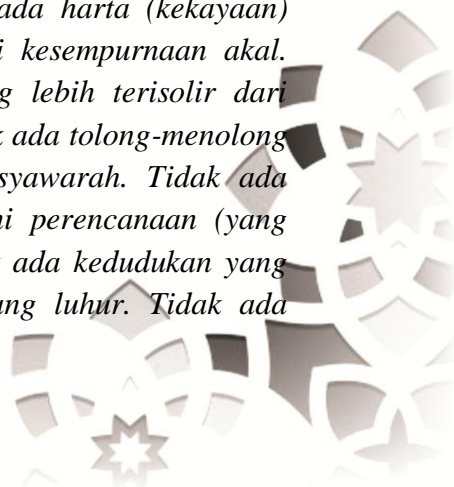 ada harta (kekayaan)
i kesempurnaan akal.
g lebih terisolir dari
k ada tolong-menolong
syawarah. Tidak ada
ni perencanaan (yang
ada kedudukan yang
ang luhur. Tidak ada